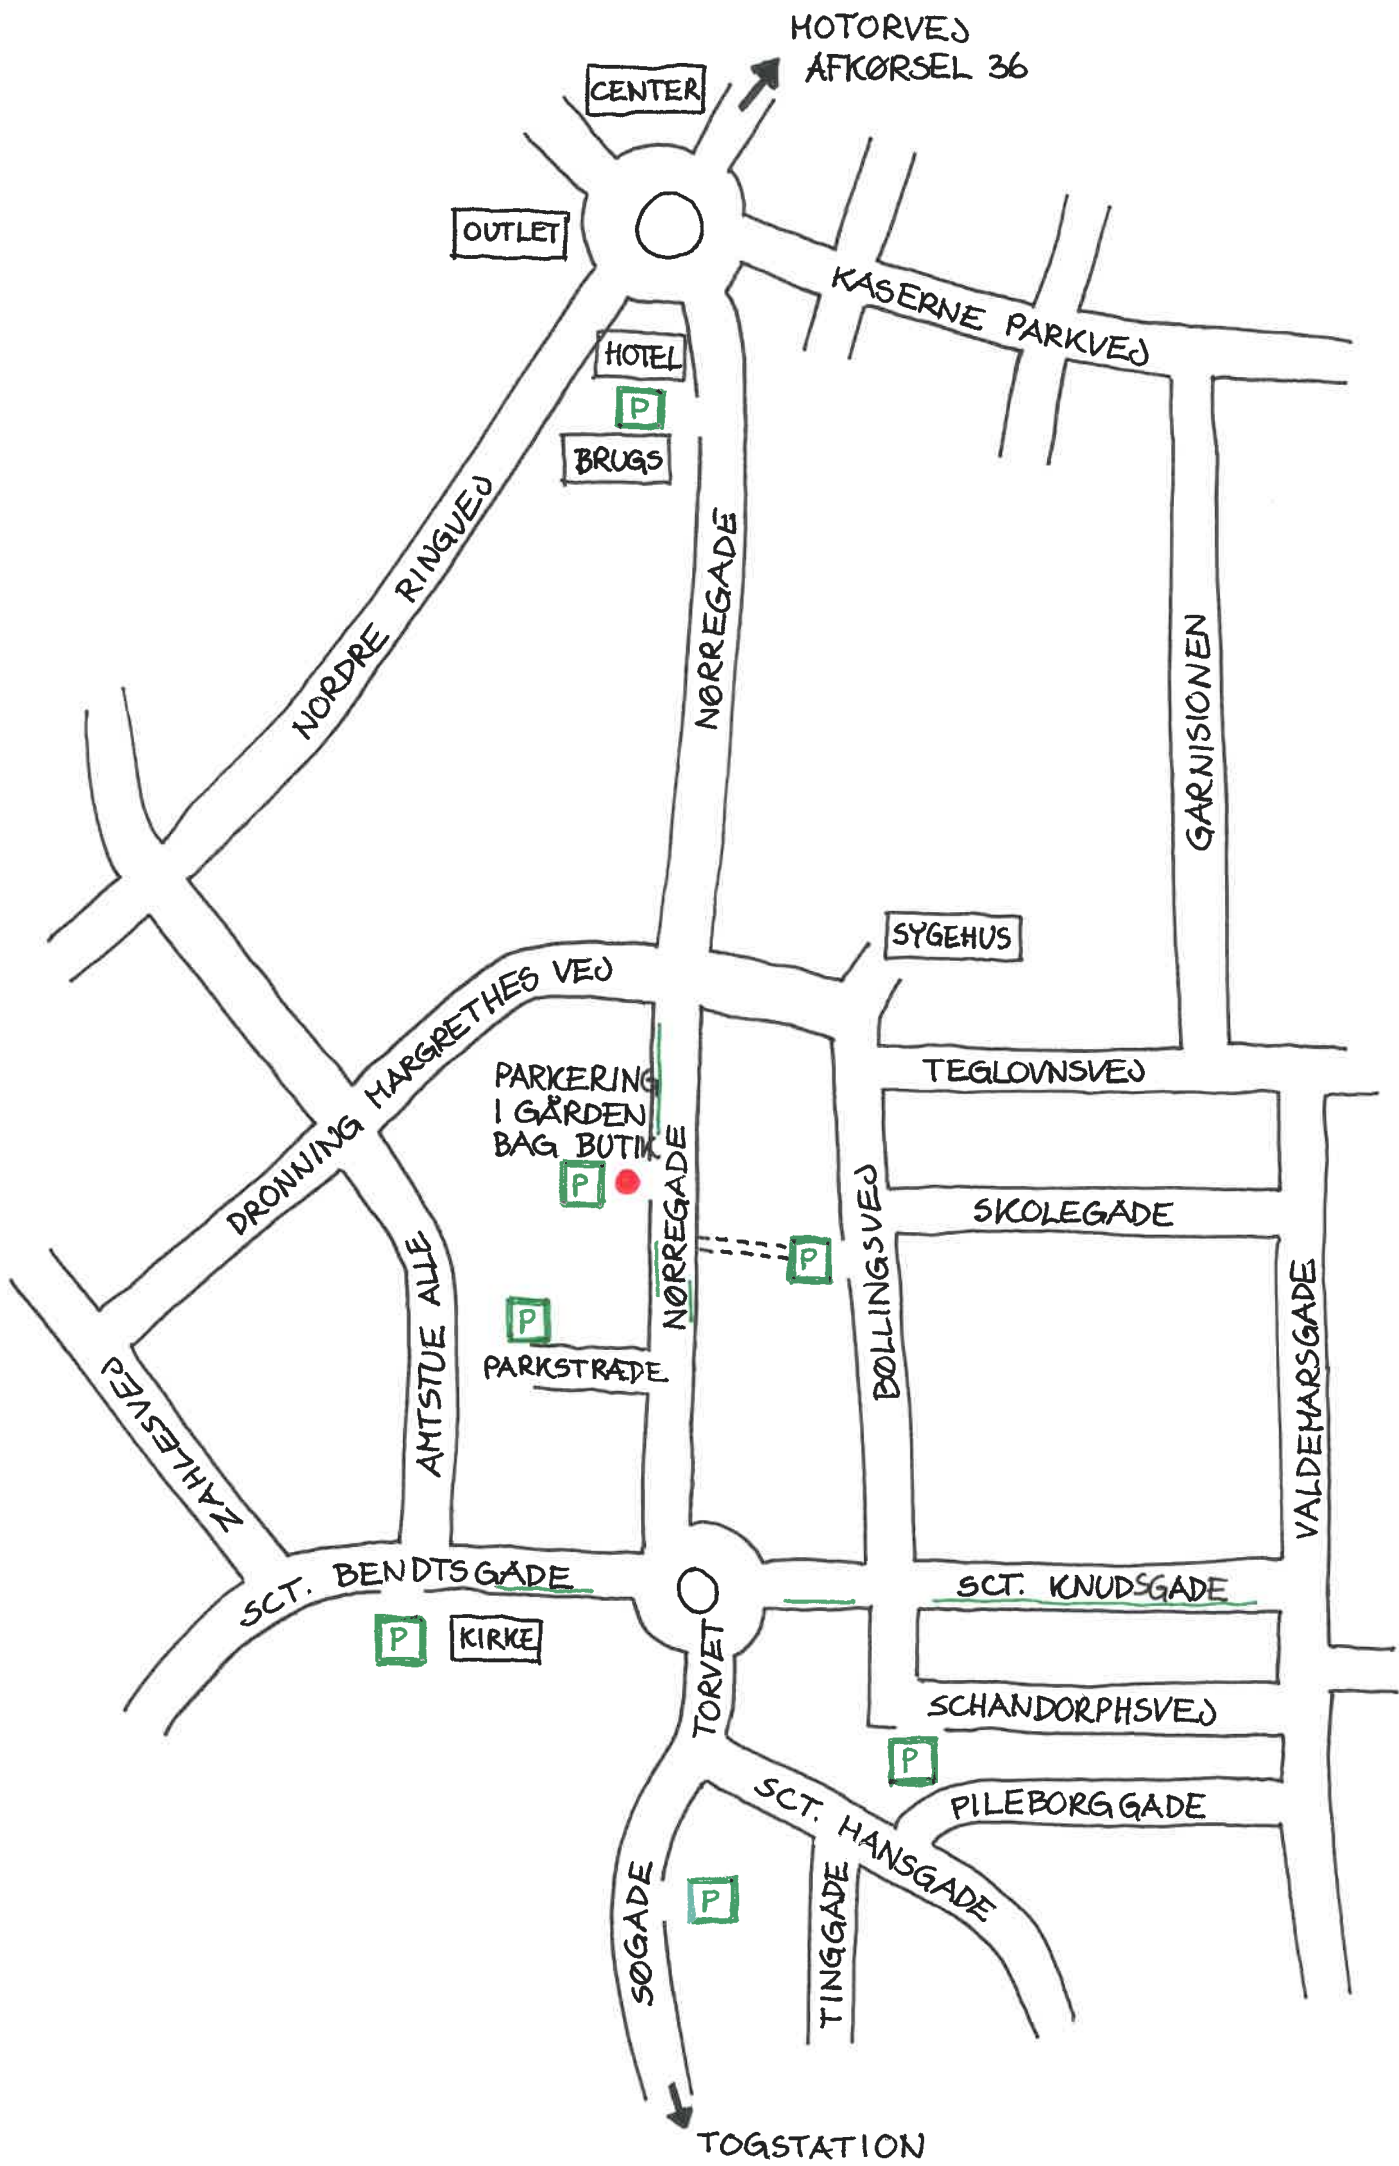 MOTORVEJ
AFKØRSEL 36
CENTER
OUTLET
KASERNE PARKVEJ
HOTEL
P
BRUGS
NORDRE RINGVEJ
NØRREGADE
GARNISIONEN
SYGEHUS
DRONNING MARGRETHES VEJ
TEGLOVNSVEJ
PARKERING
I GÅRDEN
BAG BUTIK
P
NØRREGADE
SKOLEGADE
P
BØLLINGSVEJ
AMTSTUE ALLE
P
PARKSTRÆDE
VALDEMARSGADE
ZAHLESVEJ
SCT. BENDTSGADE
SCT. KNUDSGADE
P
KIRKE
TORVET
SCHANDORPHSVEJ
P
SCT. HANSGADE
PILEBORGGADE
P
SØGADE
TINGGADE
TOGSTATION